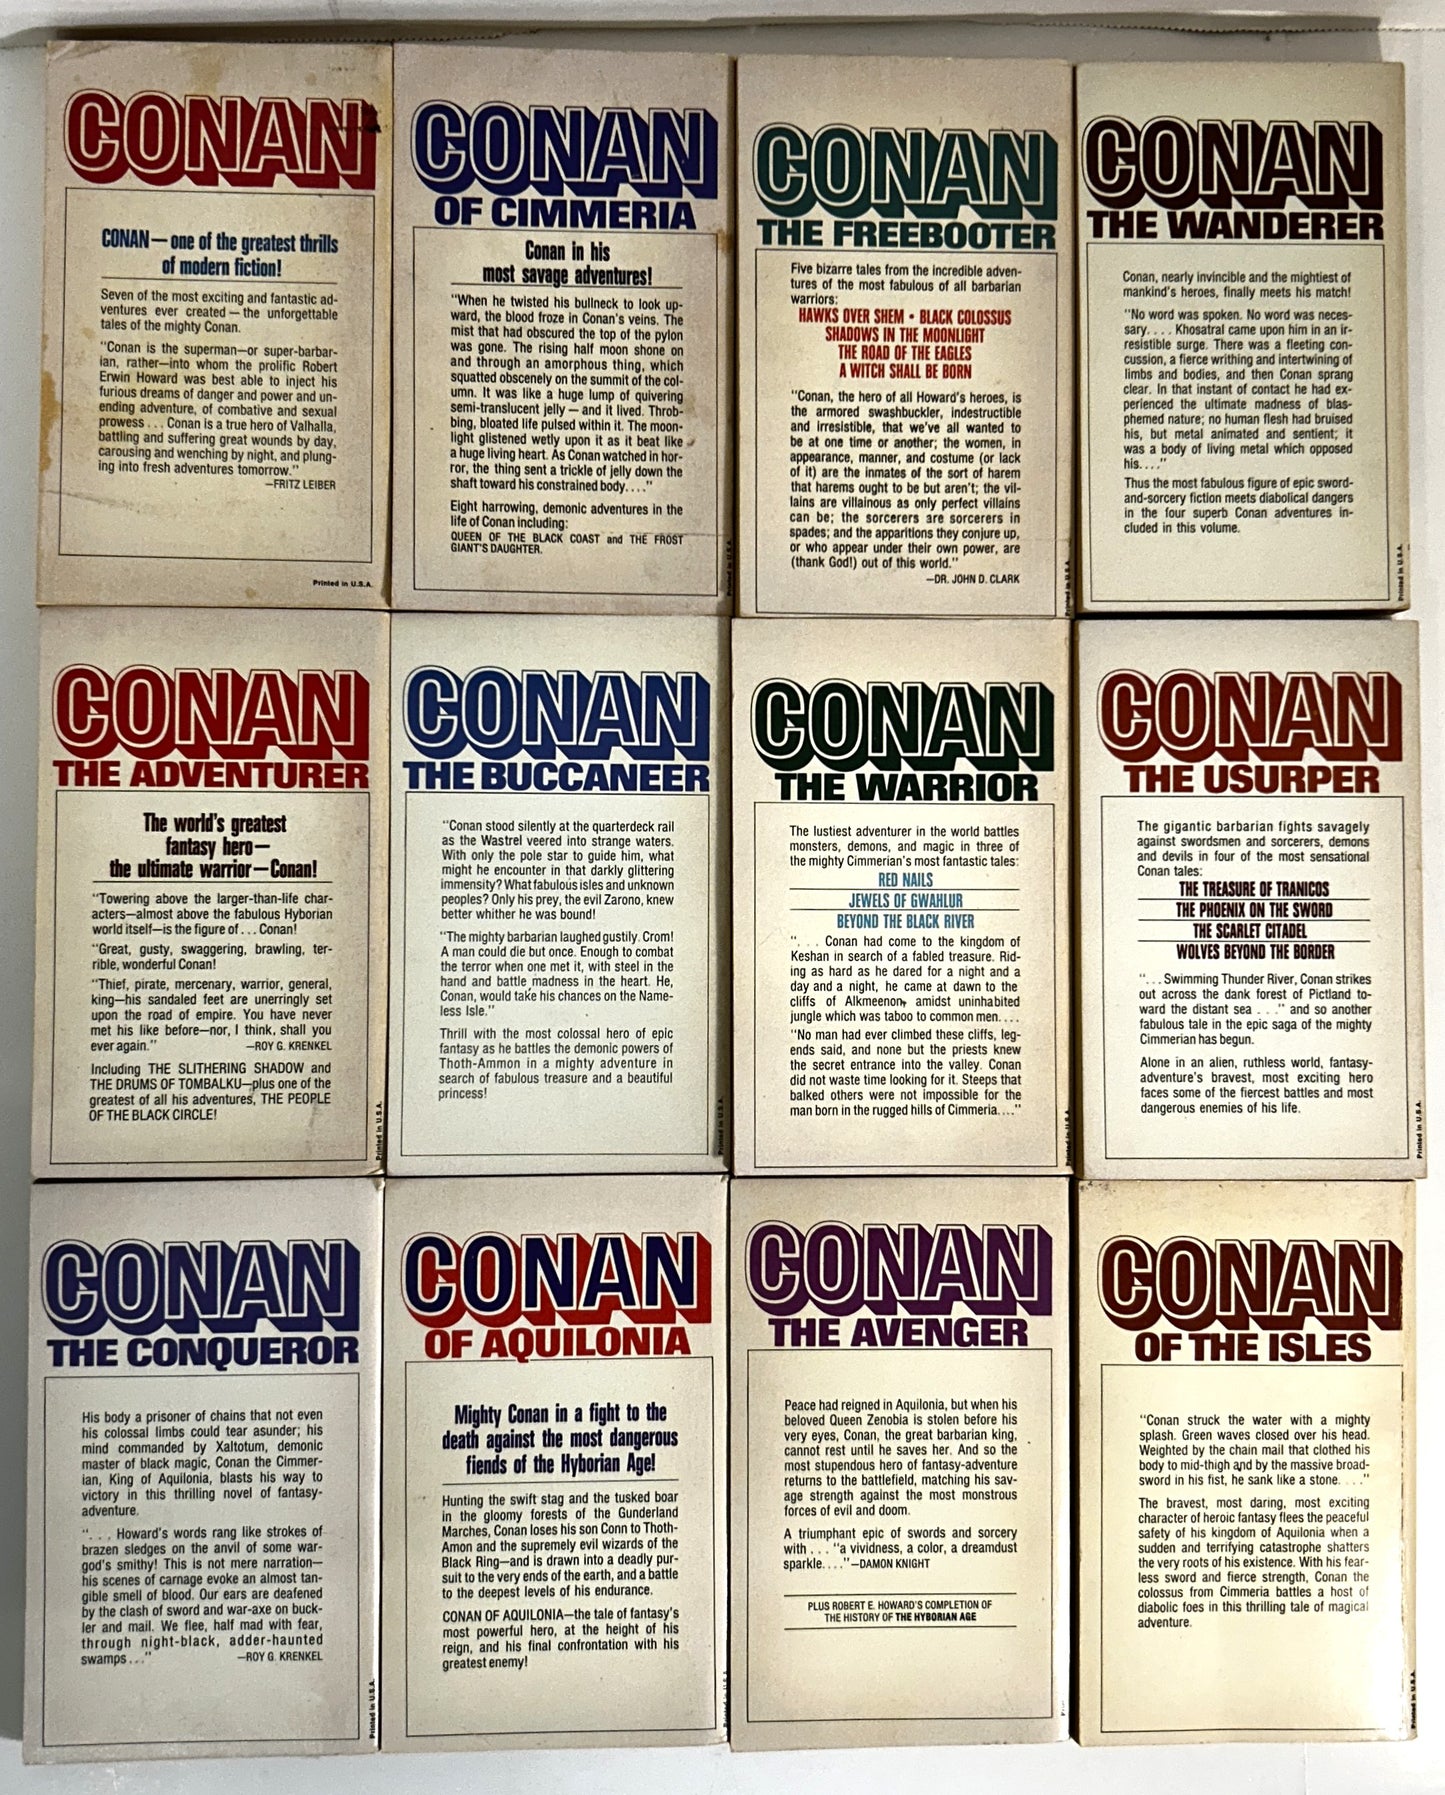 CONAN
CONAN — one of the greatest thrills
of modern fiction!
Seven of the most exciting and fantastic ad-
ventures ever created — the unforgettable
tales of the mighty Conan.
"Conan is the superman—or super-barbar-
ian, rather—into whom the prolific Robert
Erwin Howard was best able to inject his
furious dreams of danger and power and un-
ending adventure, of combative and sexual
prowess . . . Conan is a true hero of Valhalla,
battling and suffering great wounds by day,
carousing and wenching by night, and plung-
ing into fresh adventures tomorrow."
—FRITZ LEIBER
Printed in U.S.A.
CONAN
OF CIMMERIA
Conan in his
most savage adventures!
"When he twisted his bullneck to look up-
ward, the blood froze in Conan's veins. The
mist that had obscured the top of the pylon
was gone. The rising half moon shone on
and through an amorphous thing, which
squatted obscenely on the summit of the col-
umn. It was like a huge lump of quivering
semi-translucent jelly — and it lived. Throb-
bing, bloated life pulsed within it. The moon-
light glistened wetly upon it as it beat like
a huge living heart. As Conan watched in hor-
ror, the thing sent a trickle of jelly down the
shaft toward his constrained body. . . ."
Eight harrowing, demonic adventures in the
life of Conan including:
QUEEN OF THE BLACK COAST and THE FROST
GIANT'S DAUGHTER.
Printed in U.S.A.
CONAN
THE FREEBOOTER
Five bizarre tales from the incredible adven-
tures of the most fabulous of all barbarian
warriors:
HAWKS OVER SHEM • BLACK COLOSSUS
SHADOWS IN THE MOONLIGHT
THE ROAD OF THE EAGLES
A WITCH SHALL BE BORN
"Conan, the hero of all Howard's heroes, is
the armored swashbuckler, indestructible
and irresistible, that we've all wanted to
be at one time or another; the women, in
appearance, manner, and costume (or lack
of it) are the inmates of the sort of harem
that harems ought to be but aren't; the vil-
lains are villainous as only perfect villains
can be; the sorcerers are sorcerers in
spades; and the apparitions they conjure up,
or who appear under their own power, are
(thank God!) out of this world."
—DR. JOHN D. CLARK
Printed in U.S.A.
CONAN
THE WANDERER
Conan, nearly invincible and the mightiest of
mankind's heroes, finally meets his match!
"No word was spoken. No word was neces-
sary. . . . Khosatral came upon him in an ir-
resistible surge. There was a fleeting con-
cussion, a fierce writhing and intertwining of
limbs and bodies, and then Conan sprang
clear. In that instant of contact he had ex-
perienced the ultimate madness of blas-
phemed nature; no human flesh had bruised
his, but metal animated and sentient; it
was a body of living metal which opposed
his. . . ."
Thus the most fabulous figure of epic sword-
and-sorcery fiction meets diabolical dangers
in the four superb Conan adventures in-
cluded in this volume.
Printed in U.S.A.
CONAN
THE ADVENTURER
The world's greatest
fantasy hero —
the ultimate warrior — Conan!
"Towering above the larger-than-life char-
acters—almost above the fabulous Hyborian
world itself—is the figure of . . . Conan!
"Great, gusty, swaggering, brawling, ter-
rible, wonderful Conan!
"Thief, pirate, mercenary, warrior, general,
king—his sandaled feet are unerringly set
upon the road of empire. You have never
met his like before—nor, I think, shall you
ever again."
—ROY G. KRENKEL
Including THE SLITHERING SHADOW and
THE DRUMS OF TOMBALKU—plus one of the
greatest of all his adventures, THE PEOPLE
OF THE BLACK CIRCLE!
Printed in U.S.A.
CONAN
THE BUCCANEER
"Conan stood silently at the quarterdeck rail
as the Wastrel veered into strange waters.
With only the pole star to guide him, what
might he encounter in that darkly glittering
immensity? What fabulous isles and unknown
peoples? Only his prey, the evil Zarono, knew
better whither he was bound!
"The mighty barbarian laughed gustily. Crom!
A man could die but once. Enough to combat
the terror when one met it, with steel in the
hand and battle madness in the heart. He,
Conan, would take his chances on the Name-
less Isle."
Thrill with the most colossal hero of epic
fantasy as he battles the demonic powers of
Thoth-Ammon in a mighty adventure in
search of fabulous treasure and a beautiful
princess!
Printed in U.S.A.
CONAN
THE WARRIOR
The lustiest adventurer in the world battles
monsters, demons, and magic in three of
the mighty Cimmerian's most fantastic tales:
RED NAILS
JEWELS OF GWAHLUR
BEYOND THE BLACK RIVER
". . . Conan had come to the kingdom of
Keshan in search of a fabled treasure. Rid-
ing as hard as he dared for a night and a
day and a night, he came at dawn to the
cliffs of Alkmeenon, amidst uninhabited
jungle which was taboo to common men. . . .
"No man had ever climbed these cliffs, leg-
ends said, and none but the priests knew
the secret entrance into the valley. Conan
did not waste time looking for it. Steeps that
balked others were not impossible for the
man born in the rugged hills of Cimmeria. . . ."
Printed in U.S.A.
CONAN
THE USURPER
The gigantic barbarian fights savagely
against swordsmen and sorcerers, demons
and devils in four of the most sensational
Conan tales:
THE TREASURE OF TRANICOS
THE PHOENIX ON THE SWORD
THE SCARLET CITADEL
WOLVES BEYOND THE BORDER
". . . Swimming Thunder River, Conan strikes
out across the dank forest of Pictland to-
ward the distant sea . . ." and so another
fabulous tale in the epic saga of the mighty
Cimmerian has begun.
Alone in an alien, ruthless world, fantasy-
adventure's bravest, most exciting hero
faces some of the fiercest battles and most
dangerous enemies of his life.
Printed in U.S.A.
CONAN
THE CONQUEROR
His body a prisoner of chains that not even
his colossal limbs could tear asunder; his
mind commanded by Xaltotum, demonic
master of black magic, Conan the Cimmer-
ian, King of Aquilonia, blasts his way to
victory in this thrilling novel of fantasy-
adventure.
". . . Howard's words rang like strokes of
brazen sledges on the anvil of some war-
god's smithy! This is not mere narration—
his scenes of carnage evoke an almost tan-
gible smell of blood. Our ears are deafened
by the clash of sword and war-axe on buck-
ler and mail. We flee, half mad with fear,
through night-black, adder-haunted
swamps . . ."
—ROY G. KRENKEL
Printed in U.S.A.
CONAN
OF AQUILONIA
Mighty Conan in a fight to the
death against the most dangerous
fiends of the Hyborian Age!
Hunting the swift stag and the tusked boar
in the gloomy forests of the Gunderland
Marches, Conan loses his son Conn to Thoth-
Amon and the supremely evil wizards of the
Black Ring—and is drawn into a deadly pur-
suit to the very ends of the earth, and a battle
to the deepest levels of his endurance.
CONAN OF AQUILONIA—the tale of fantasy's
most powerful hero, at the height of his
reign, and his final confrontation with his
greatest enemy!
Printed in U.S.A.
CONAN
THE AVENGER
Peace had reigned in Aquilonia, but when his
beloved Queen Zenobia is stolen before his
very eyes, Conan, the great barbarian king,
cannot rest until he saves her. And so the
most stupendous hero of fantasy-adventure
returns to the battlefield, matching his sav-
age strength against the most monstrous
forces of evil and doom.
A triumphant epic of swords and sorcery
with . . . "a vividness, a color, a dreamdust
sparkle. . . ."—DAMON KNIGHT
PLUS ROBERT E. HOWARD'S COMPLETION OF
THE HISTORY OF THE HYBORIAN AGE
CONAN
OF THE ISLES
"Conan struck the water with a mighty
splash. Green waves closed over his head.
Weighted by the chain mail that clothed his
body to mid-thigh and by the massive broad-
sword in his fist, he sank like a stone. . . ."
The bravest, most daring, most exciting
character of heroic fantasy flees the peaceful
safety of his kingdom of Aquilonia when a
sudden and terrifying catastrophe shatters
the very roots of his existence. With his fear-
less sword and fierce strength, Conan the
colossus from Cimmeria battles a host of
diabolic foes in this thrilling tale of magical
adventure.
Printed in U.S.A.